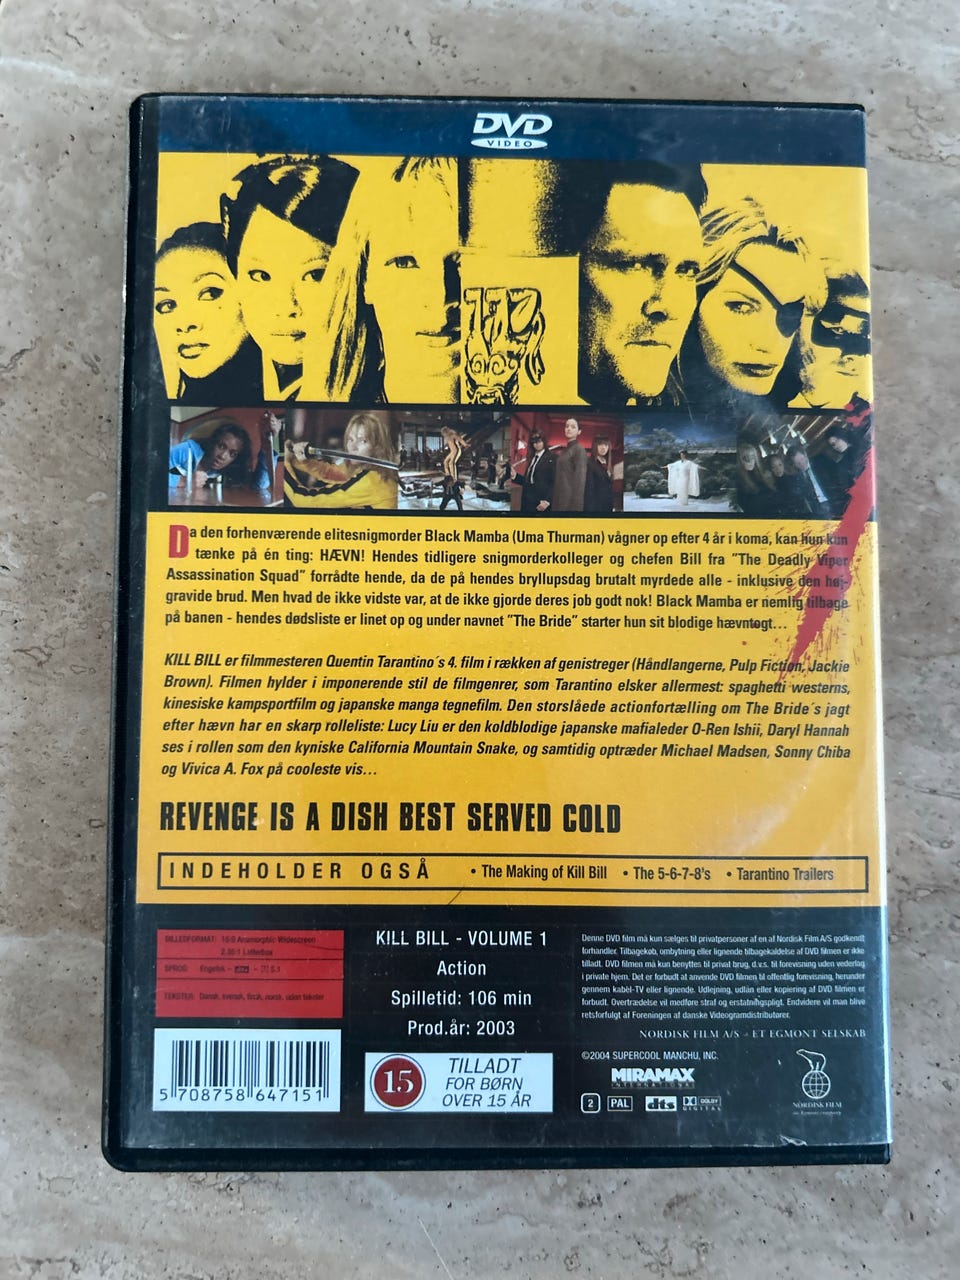 DVD
VIDEO
Da den forhenværende elitesnigmorder Black Mamba (Uma Thurman) vågner op efter 4 år i koma, kan hun kun
tænke på én ting: HÆVN! Hendes tidligere snigmorderkolleger og chefen Bill fra ”The Deadly Viper
Assassination Squad” forrådte hende, da de på hendes bryllupsdag brutalt myrdede alle - inklusive den høj-
gravide brud. Men hvad de ikke vidste var, at de ikke gjorde deres job godt nok! Black Mamba er nemlig tilbage
på banen - hendes dødsliste er linet op og under navnet ”The Bride” starter hun sit blodige hævntogt...
KILL BILL er filmmesteren Quentin Tarantino´s 4. film i rækken af genistreger (Håndlangerne, Pulp Fiction, Jackie
Brown). Filmen hylder i imponerende stil de filmgenrer, som Tarantino elsker allermest: spaghetti westerns,
kinesiske kampsportfilm og japanske manga tegnefilm. Den storslåede actionfortælling om The Bride´s jagt
efter hævn har en skarp rolleliste: Lucy Liu er den koldblodige japanske mafialeder O-Ren Ishii, Daryl Hannah
ses i rollen som den kyniske California Mountain Snake, og samtidig optræder Michael Madsen, Sonny Chiba
og Vivica A. Fox på cooleste vis...
REVENGE IS A DISH BEST SERVED COLD
INDEHOLDER OGSÅ • The Making of Kill Bill • The 5-6-7-8's • Tarantino Trailers
BILLEDFORMAT: 16:9 Anamorphic Widescreen
2.35:1 Letterbox
SPROG: Engelsk - dts - 5.1
TEKSTER: Dansk, svensk, finsk, norsk, uden tekster
5 708758 647151
KILL BILL - VOLUME 1
Action
Spilletid: 106 min
Prod.år: 2003
15
TILLADT
FOR BØRN
OVER 15 ÅR
Denne DVD film må kun sælges til privatpersoner af en af Nordisk Film A/S godkendt
forhandler. Tilbagekøb, ombytning eller lignende tilbagekaldelse af DVD filmen er ikke
tilladt. DVD filmen må kun benyttes til privat brug, d.v.s. til forevisning uden vederlag
i private hjem. Det er forbudt at anvende DVD filmen til offentlig forevisning, herunder
gennem kabel-TV eller lignende. Udlejning, udlån eller kopiering af DVD filmen er
forbudt. Overtrædelse vil medføre straf og erstatningspligt. Endvidere vil man blive
retsforfulgt af Foreningen af danske Videogramdistributører.
NORDISK FILM A/S - ET EGMONT SELSKAB
©2004 SUPERCOOL MANCHU, INC.
MIRAMAX
INTERNATIONAL
2 PAL dts DOLBY
DIGITAL
NORDISK FILM